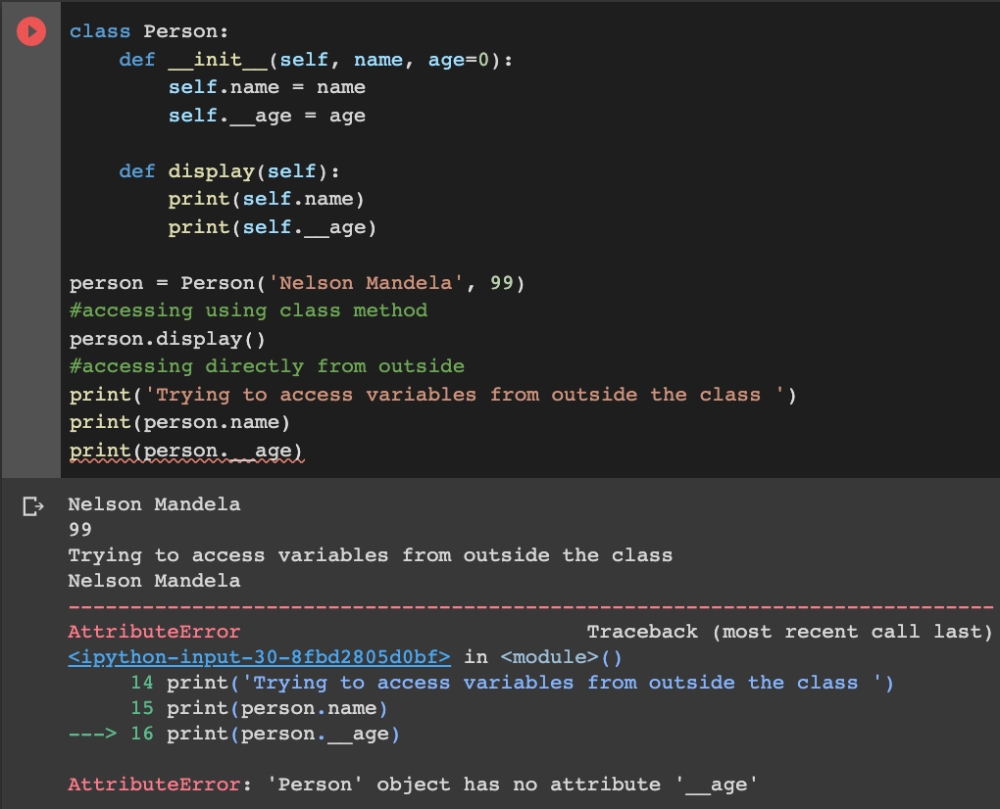 class Person:
    def __init__(self, name, age=0):
        self.name = name
        self.__age = age

    def display(self):
        print(self.name)
        print(self.__age)

person = Person('Nelson Mandela', 99)
#accessing using class method
person.display()
#accessing directly from outside
print('Trying to access variables from outside the class ')
print(person.name)
print(person.__age)
Nelson Mandela
99
Trying to access variables from outside the class
Nelson Mandela
---------------------------------------------------------------------------
AttributeError                            Traceback (most recent call last)
<ipython-input-30-8fbd2805d0bf> in <module>()
     14 print('Trying to access variables from outside the class ')
     15 print(person.name)
---> 16 print(person.__age)

AttributeError: 'Person' object has no attribute '__age'